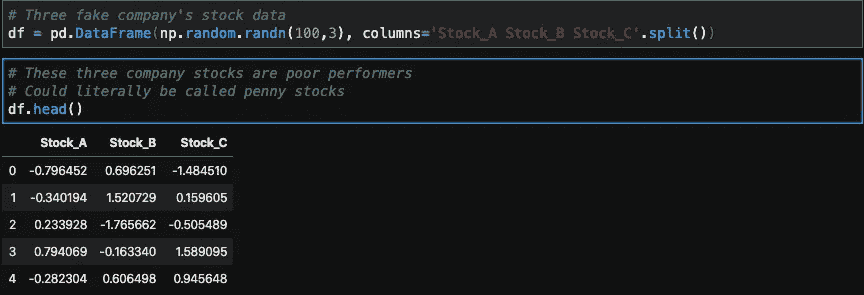 # Three fake company's stock data
df = pd.DataFrame(np.random.randn(100,3), columns='Stock_A Stock_B Stock_C'.split())
# These three company stocks are poor performers
# Could literally be called penny stocks
df.head()
Stock_A Stock_B Stock_C
0 -0.796452 0.696251 -1.484510
1 -0.340194 1.520729 0.159605
2 0.233928 -1.765662 -0.505489
3 0.794069 -0.163340 1.589095
4 -0.282304 0.606498 0.945648